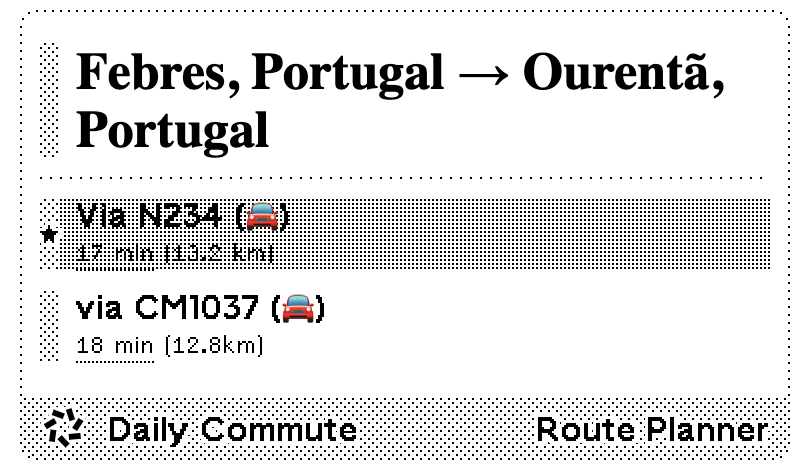 Febres, Portugal → Ourentã,
Portugal
Via N234 (🚘)
17 min (13.2 km)
via CM1037 (🚘)
18 min (12.8km)
Daily Commute
Route Planner